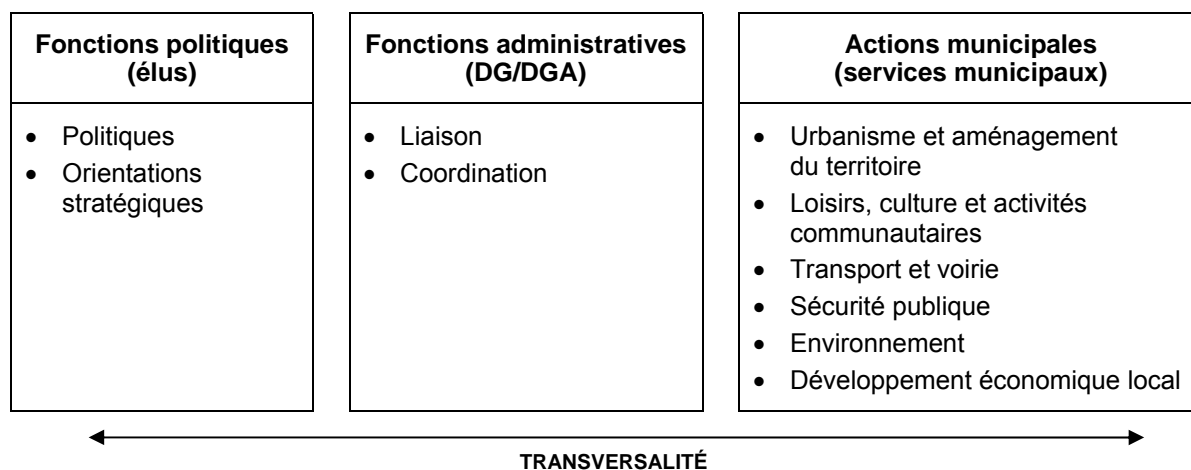 Fonctions politiques
(élus)
• Politiques
• Orientations
stratégiques
Fonctions administratives
(DG/DGA)
• Liaison
• Coordination
Actions municipales
(services municipaux)
• Urbanisme et aménagement
du territoire
• Loisirs, culture et activités
communautaires
• Transport et voirie
• Sécurité publique
• Environnement
• Développement économique local
TRANSVERSALITÉ